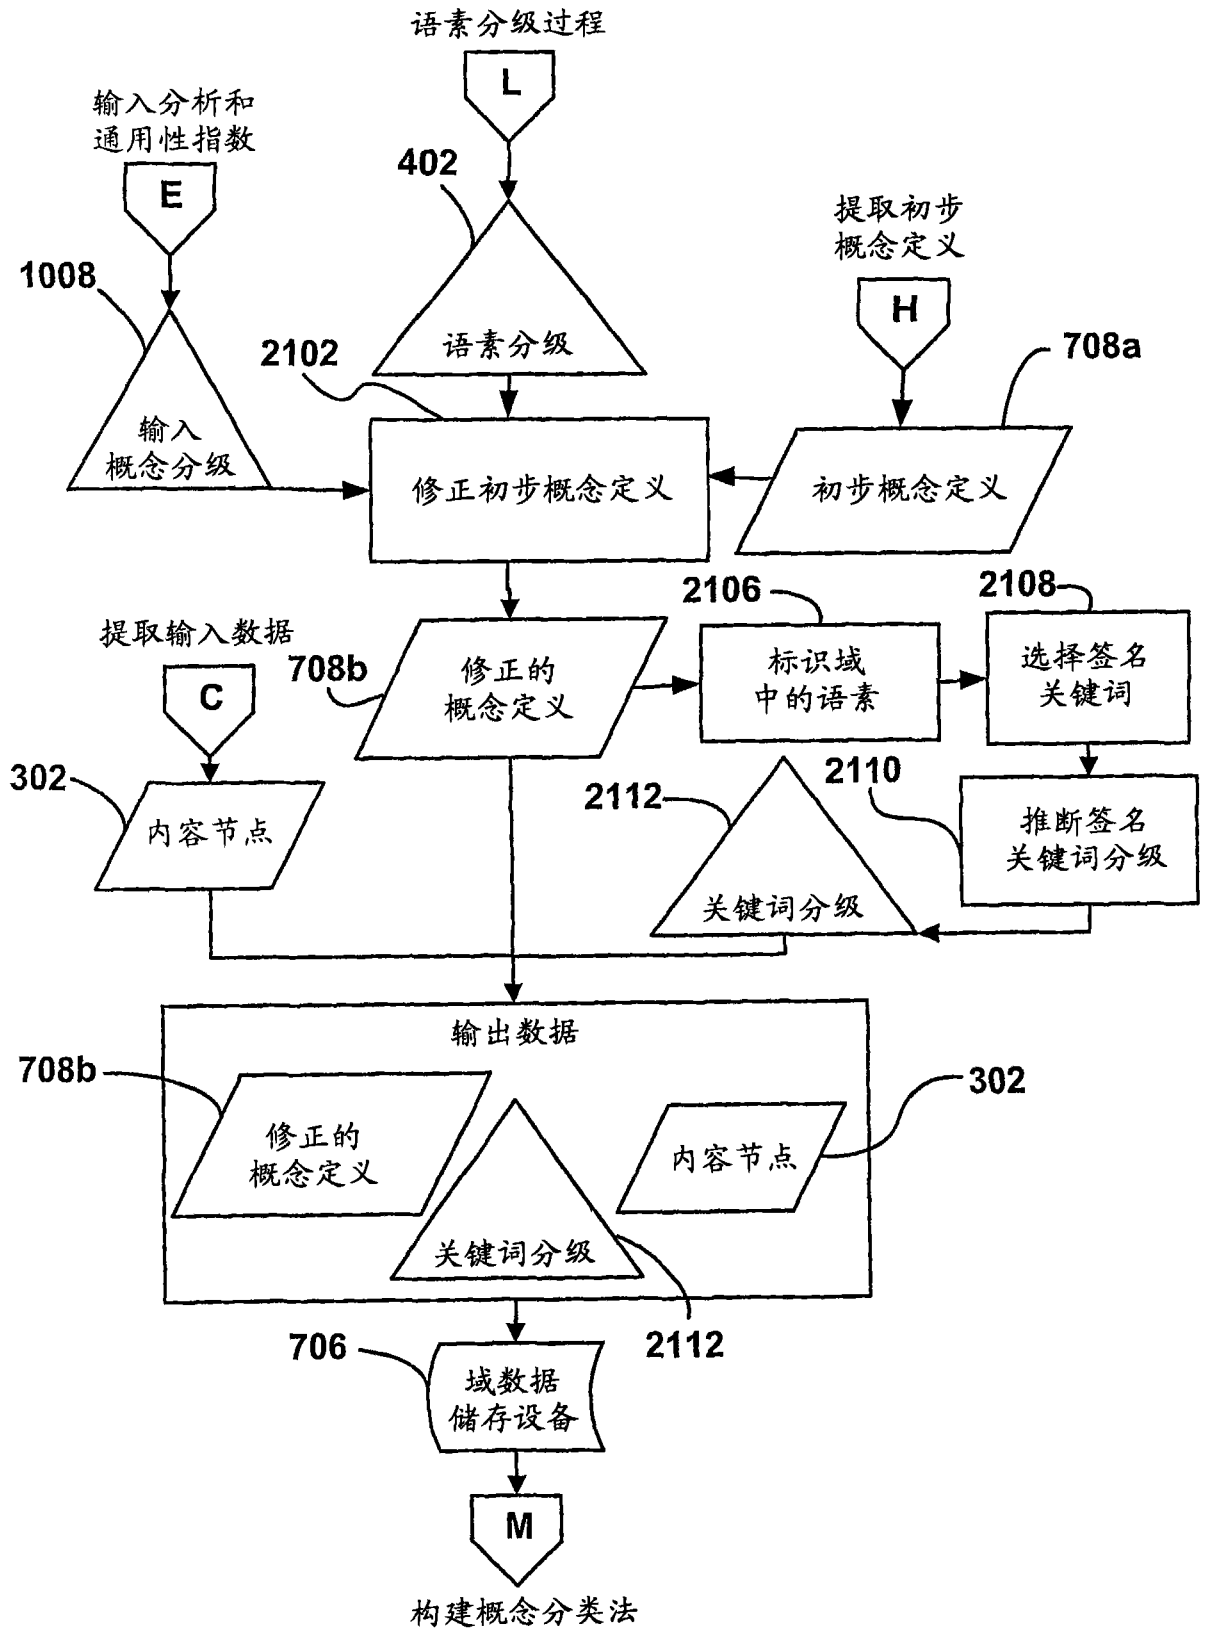 语素分级过程
L
输入分析和
通用性指数
E
402
提取初步
概念定义
H
1008
2102
语素分级
708a
输入
概念分级
修正初步概念定义
初步概念定义
2106
2108
提取输入数据
C
708b
修正的
概念定义
标识域
中的语素
选择签名
关键词
302
内容节点
2112
2110
推断签名
关键词分级
关键词分级
输出数据
708b
302
修正的
概念定义
内容节点
关键词分级
706
2112
域数据
储存设备
M
构建概念分类法